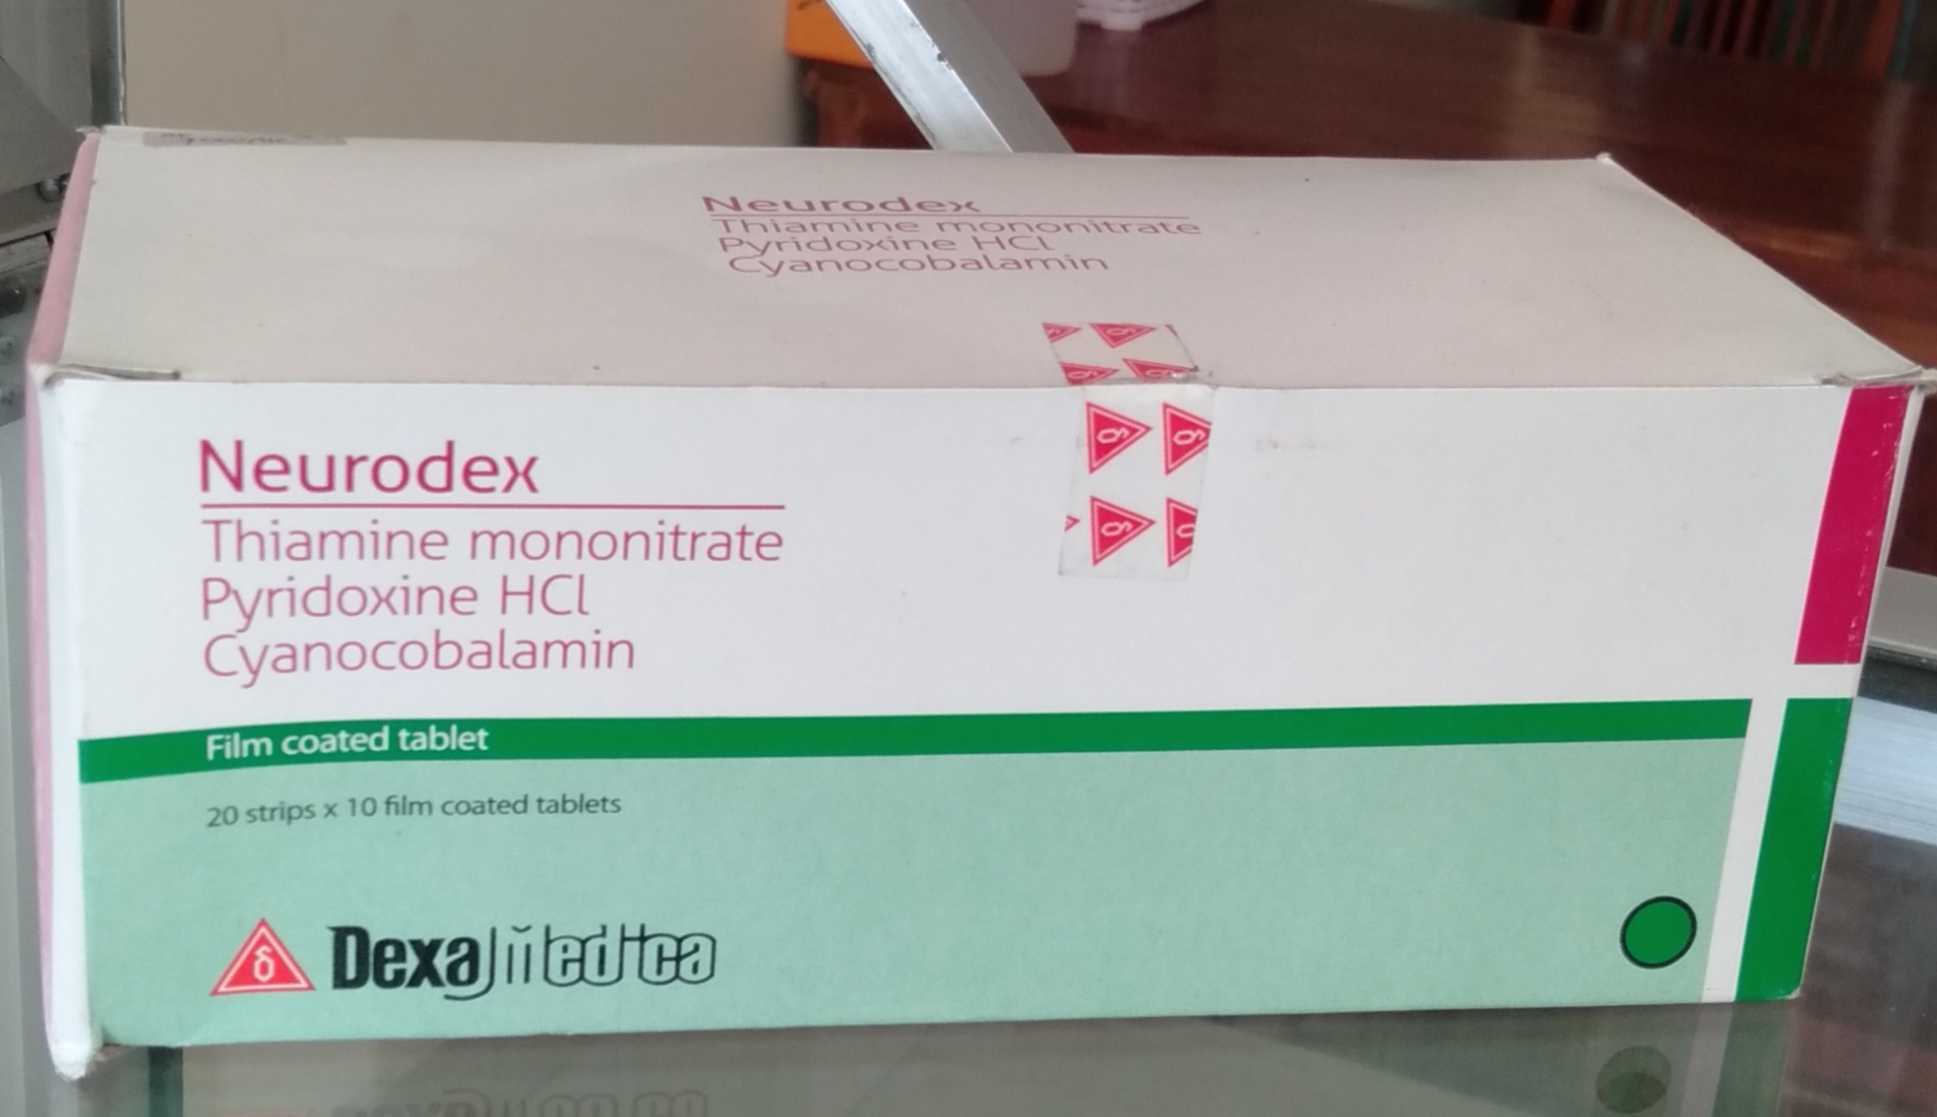 Neurodex
Thiamine mononitrate
Pyridoxine HCl
Cyanocobalamin
Neurodex
Thiamine mononitrate
Pyridoxine HCl
Cyanocobalamin
Film coated tablet
20 strips x 10 film coated tablets
Dexa Medica